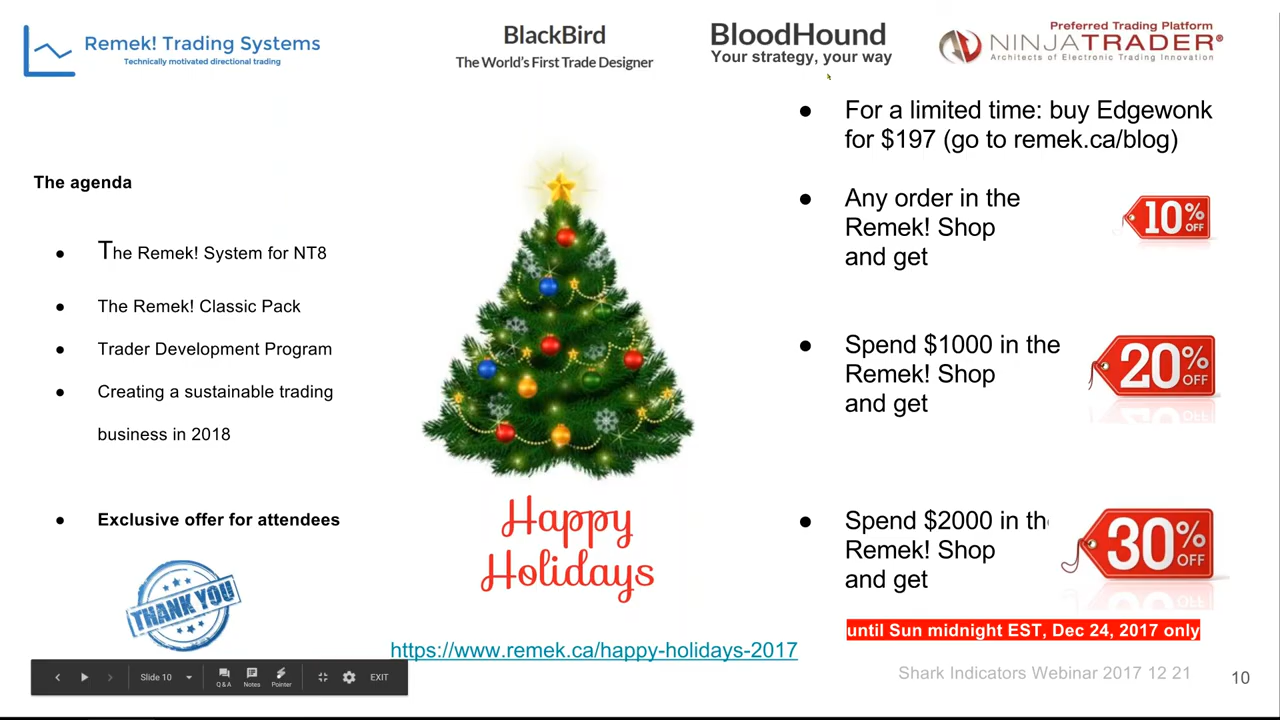 Remek! Trading Systems
Technically motivated directional trading
BlackBird
The World's First Trade Designer
BloodHound
Your strategy, your way
Preferred Trading Platform
NINJATRADER®
Architects of Electronic Trading Innovation
The agenda
● The Remek! System for NT8
● The Remek! Classic Pack
● Trader Development Program
● Creating a sustainable trading
business in 2018
● Exclusive offer for attendees
THANK YOU
Happy
Holidays
https://www.remek.ca/happy-holidays-2017
● For a limited time: buy Edgewonk
for $197 (go to remek.ca/blog)
● Any order in the
Remek! Shop
and get
10% OFF
● Spend $1000 in the
Remek! Shop
and get
20% OFF
● Spend $2000 in th
Remek! Shop
and get
30% OFF
until Sun midnight EST, Dec 24, 2017 only
Shark Indicators Webinar 2017 12 21
10
Slide 10
Q&A
Notes
Pointer
EXIT